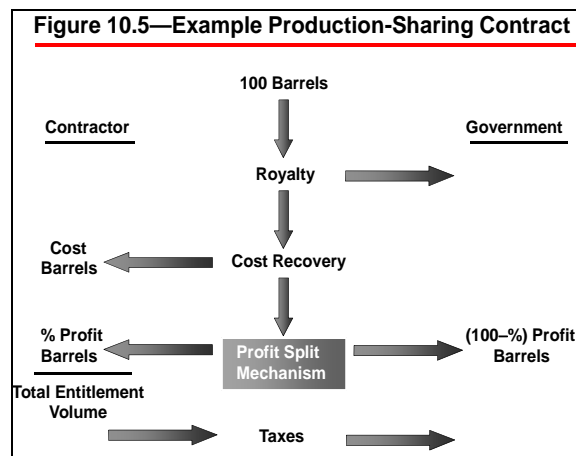 Figure 10.5—Example Production-Sharing Contract
100 Barrels
Contractor
Government
Royalty
Cost
Barrels
Cost Recovery
% Profit
Barrels
Profit Split
Mechanism
(100–%) Profit
Barrels
Total Entitlement
Volume
Taxes